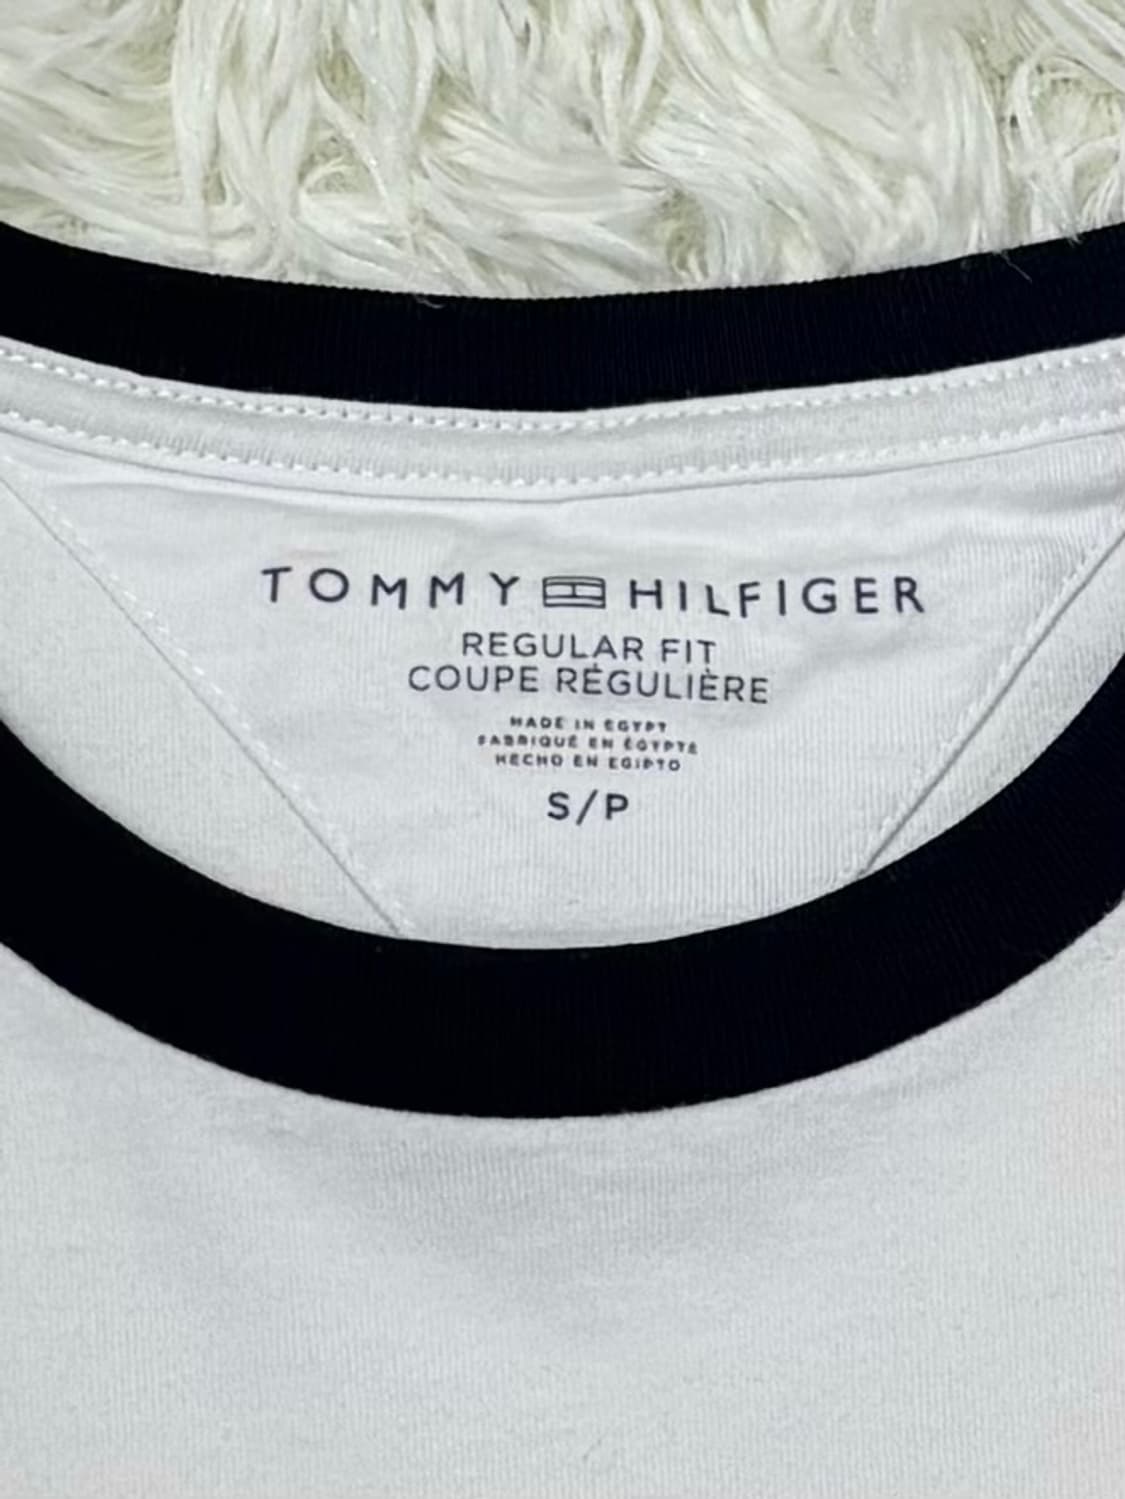 TOMMY HILFIGER
REGULAR FIT
COUPE RÉGULIÈRE
MADE IN EGYPT
FABRIQUÉ EN ÉGYPTE
HECHO EN EGIPTO
S/P